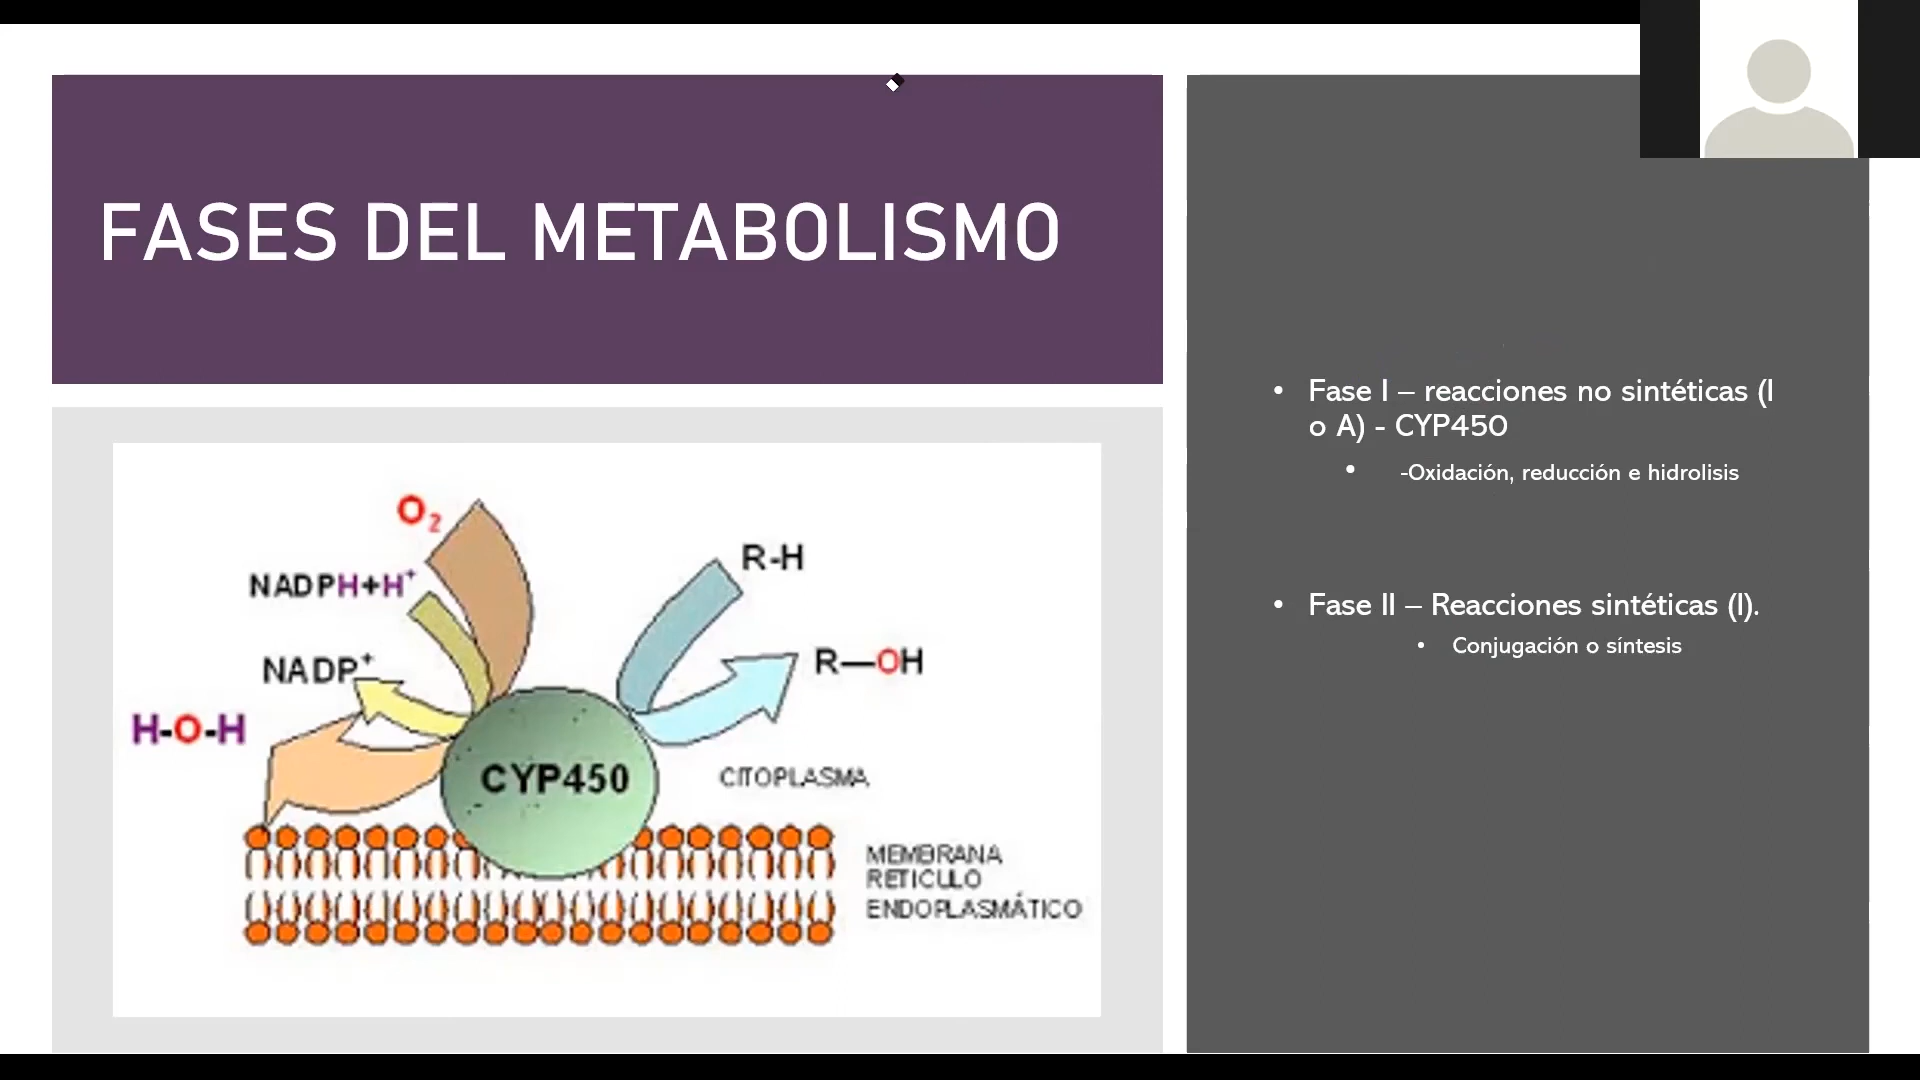 FASES DEL METABOLISMO
O2
NADPH+H+
NADP+
H-O-H
R-H
R—OH
CYP450
CITOPLASMA
MEMBRANA
RETICULO
ENDOPLASMÁTICO
• Fase I – reacciones no sintéticas (I
o A) - CYP450
• -Oxidación, reducción e hidrolisis
• Fase II – Reacciones sintéticas (I).
• Conjugación o síntesis